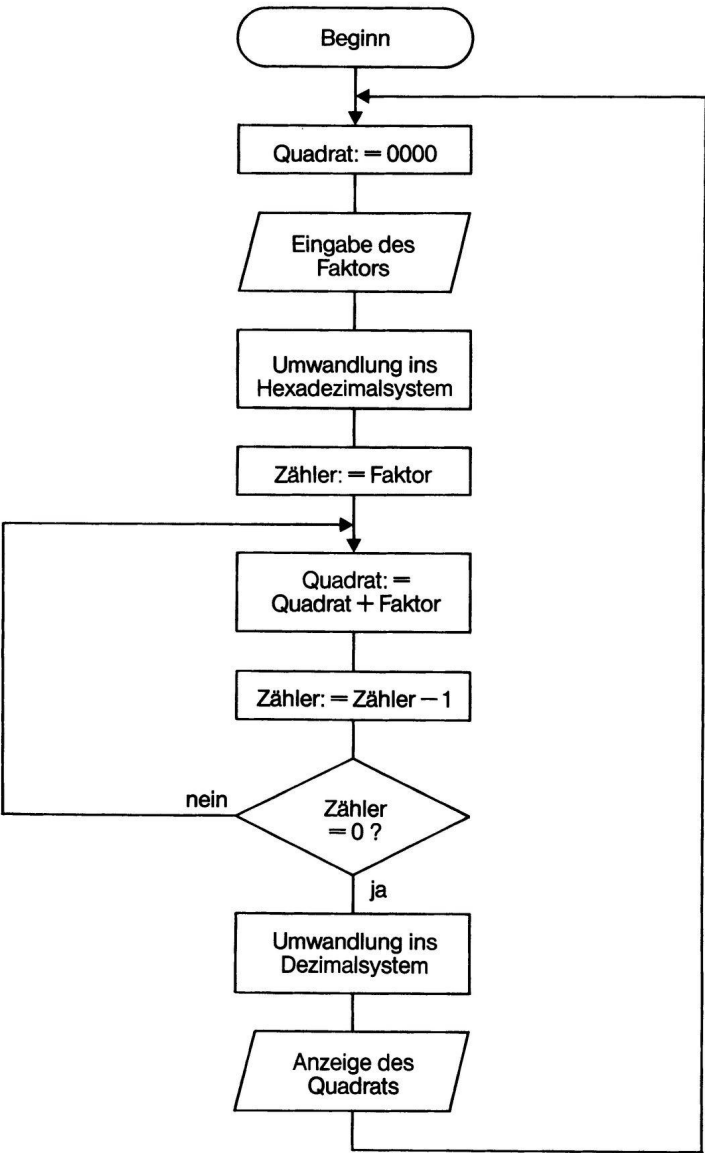 Beginn
Quadrat: = 0000
Eingabe des
Faktors
Umwandlung ins
Hexadezimalsystem
Zähler: = Faktor
Quadrat: =
Quadrat + Faktor
Zähler: = Zähler − 1
nein
Zähler
= 0 ?
ja
Umwandlung ins
Dezimalsystem
Anzeige des
Quadrats